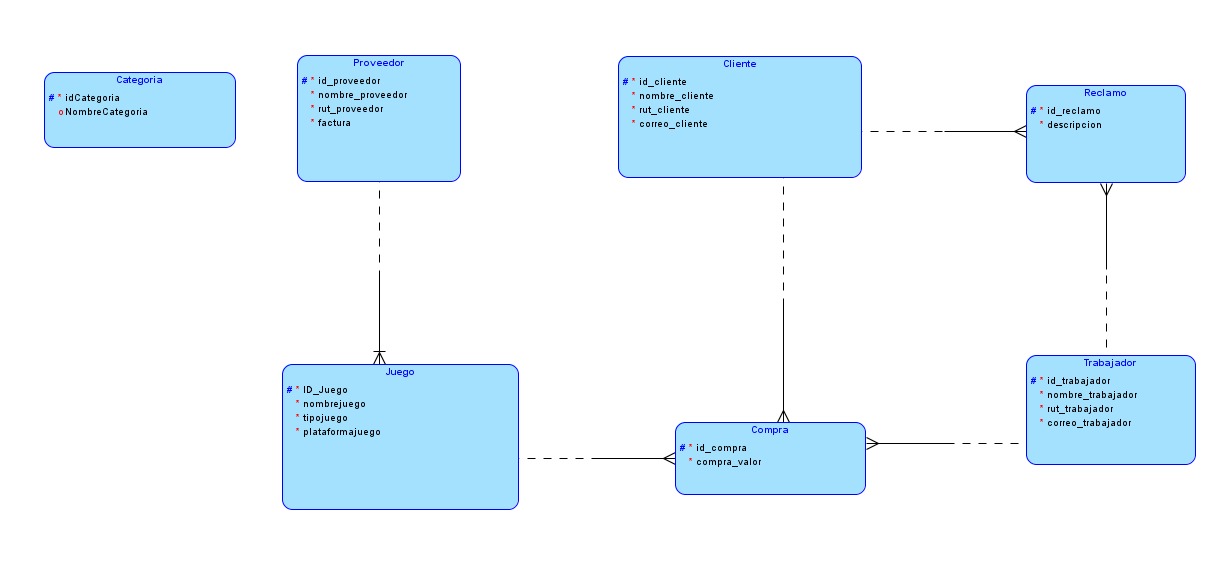 Categoria
# * idCategoria
o NombreCategoria
Proveedor
# * id_proveedor
* nombre_proveedor
* rut_proveedor
* factura
Cliente
# * id_cliente
* nombre_cliente
* rut_cliente
* correo_cliente
Reclamo
# * id_reclamo
* descripcion
Juego
# * ID_Juego
* nombrejuego
* tipojuego
* plataformajuego
Compra
# * id_compra
* compra_valor
Trabajador
# * id_trabajador
* nombre_trabajador
* rut_trabajador
* correo_trabajador